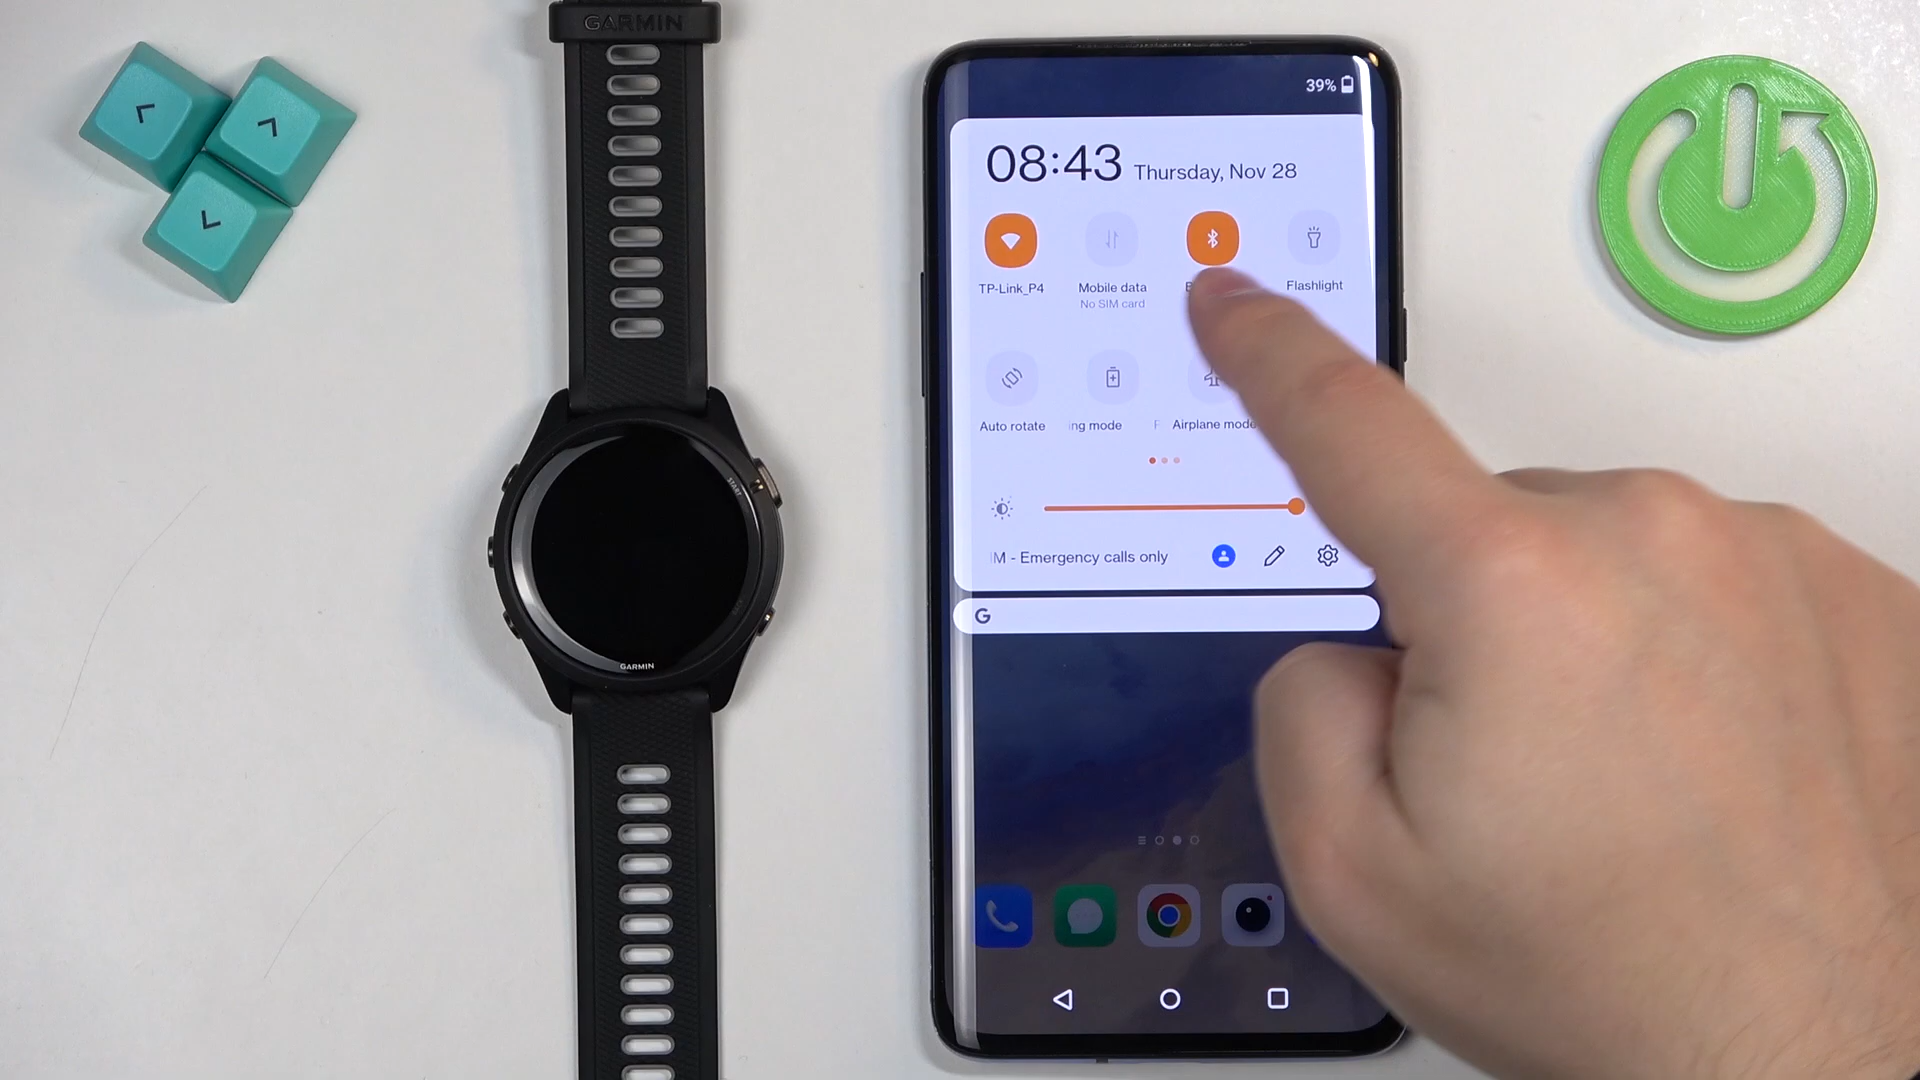 GARMIN
39%
08:43 Thursday, Nov 28
TP-Link_P4
Mobile data
No SIM card
Flashlight
Auto rotate
ing mode
Airplane mode
M - Emergency calls only
G
START
GARMIN